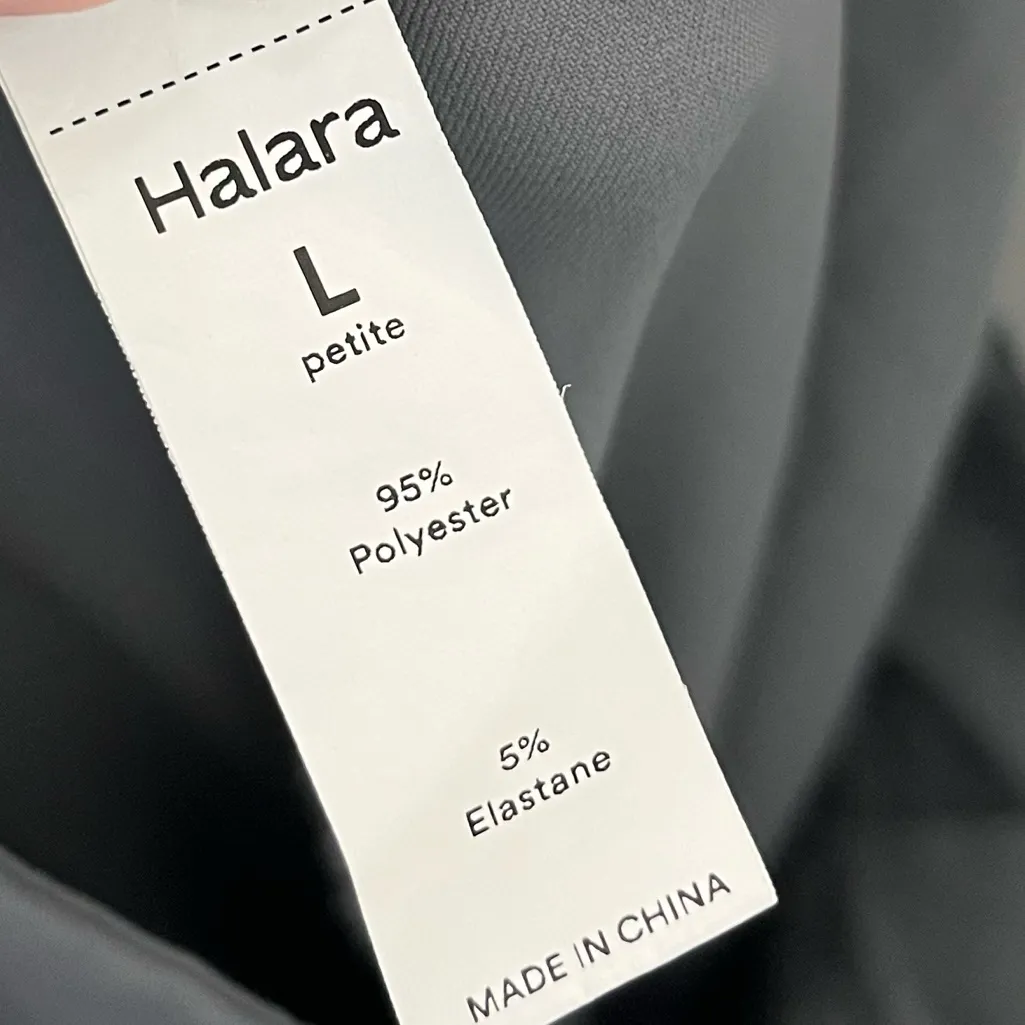 Halara
L
petite
95%
Polyester
5%
Elastane
MADE IN CHINA